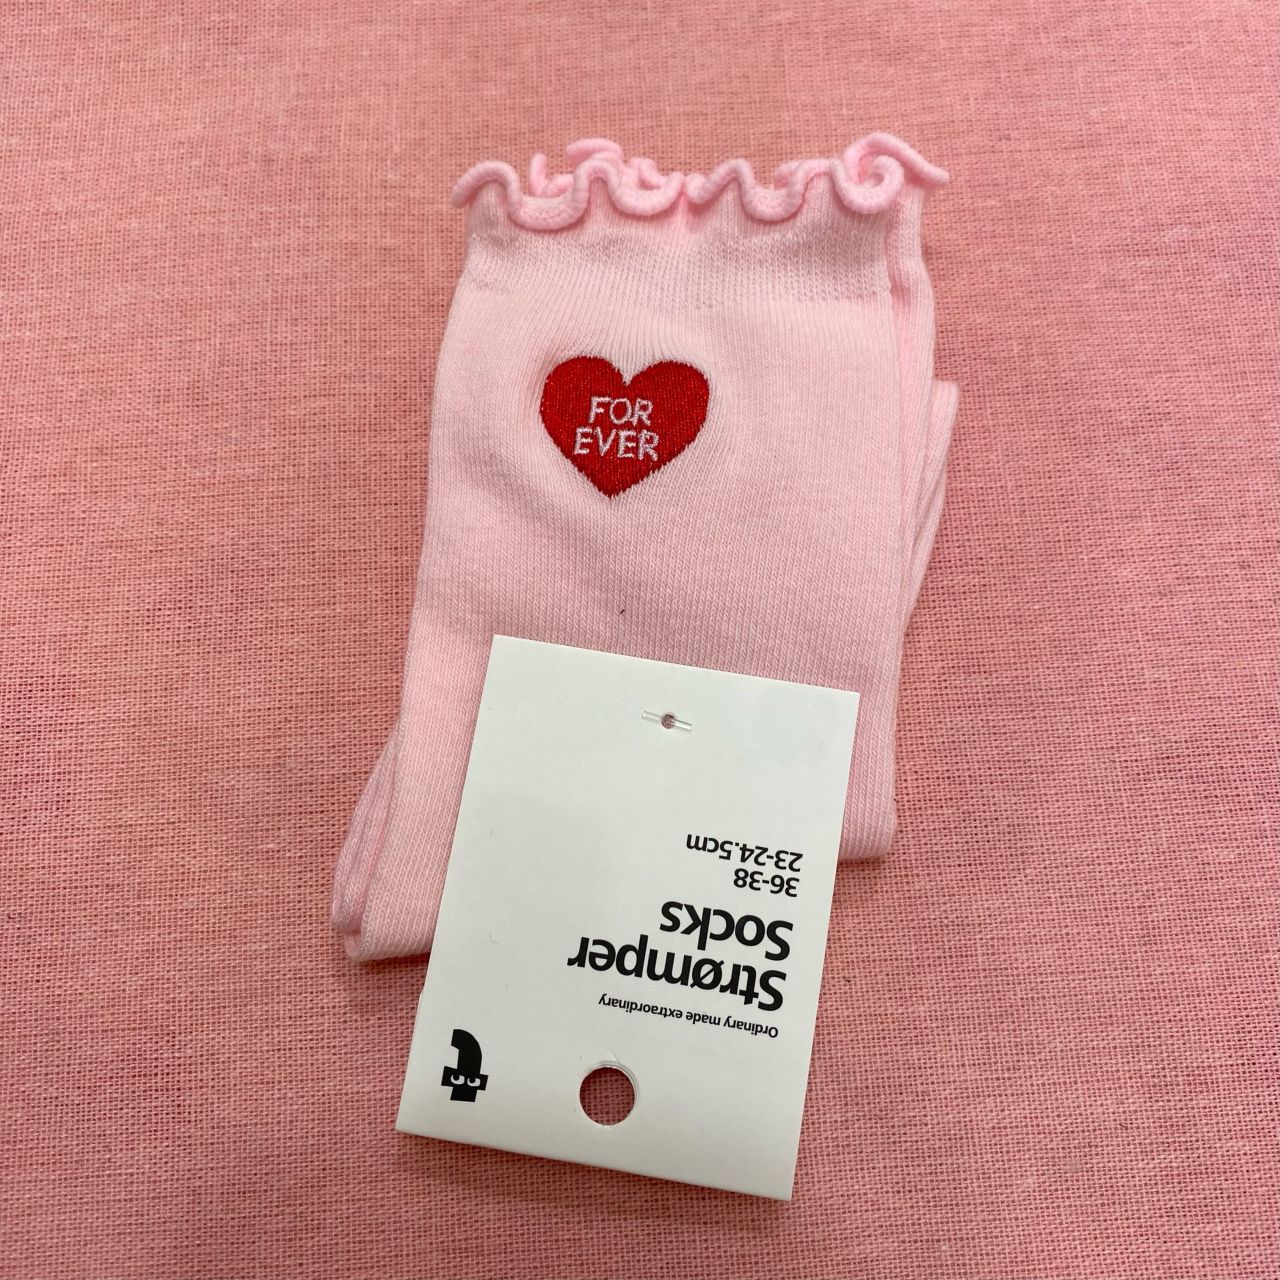 FOR
EVER
Ordinary made extraordinary
Strømper
Socks
36-38
23-24.5cm